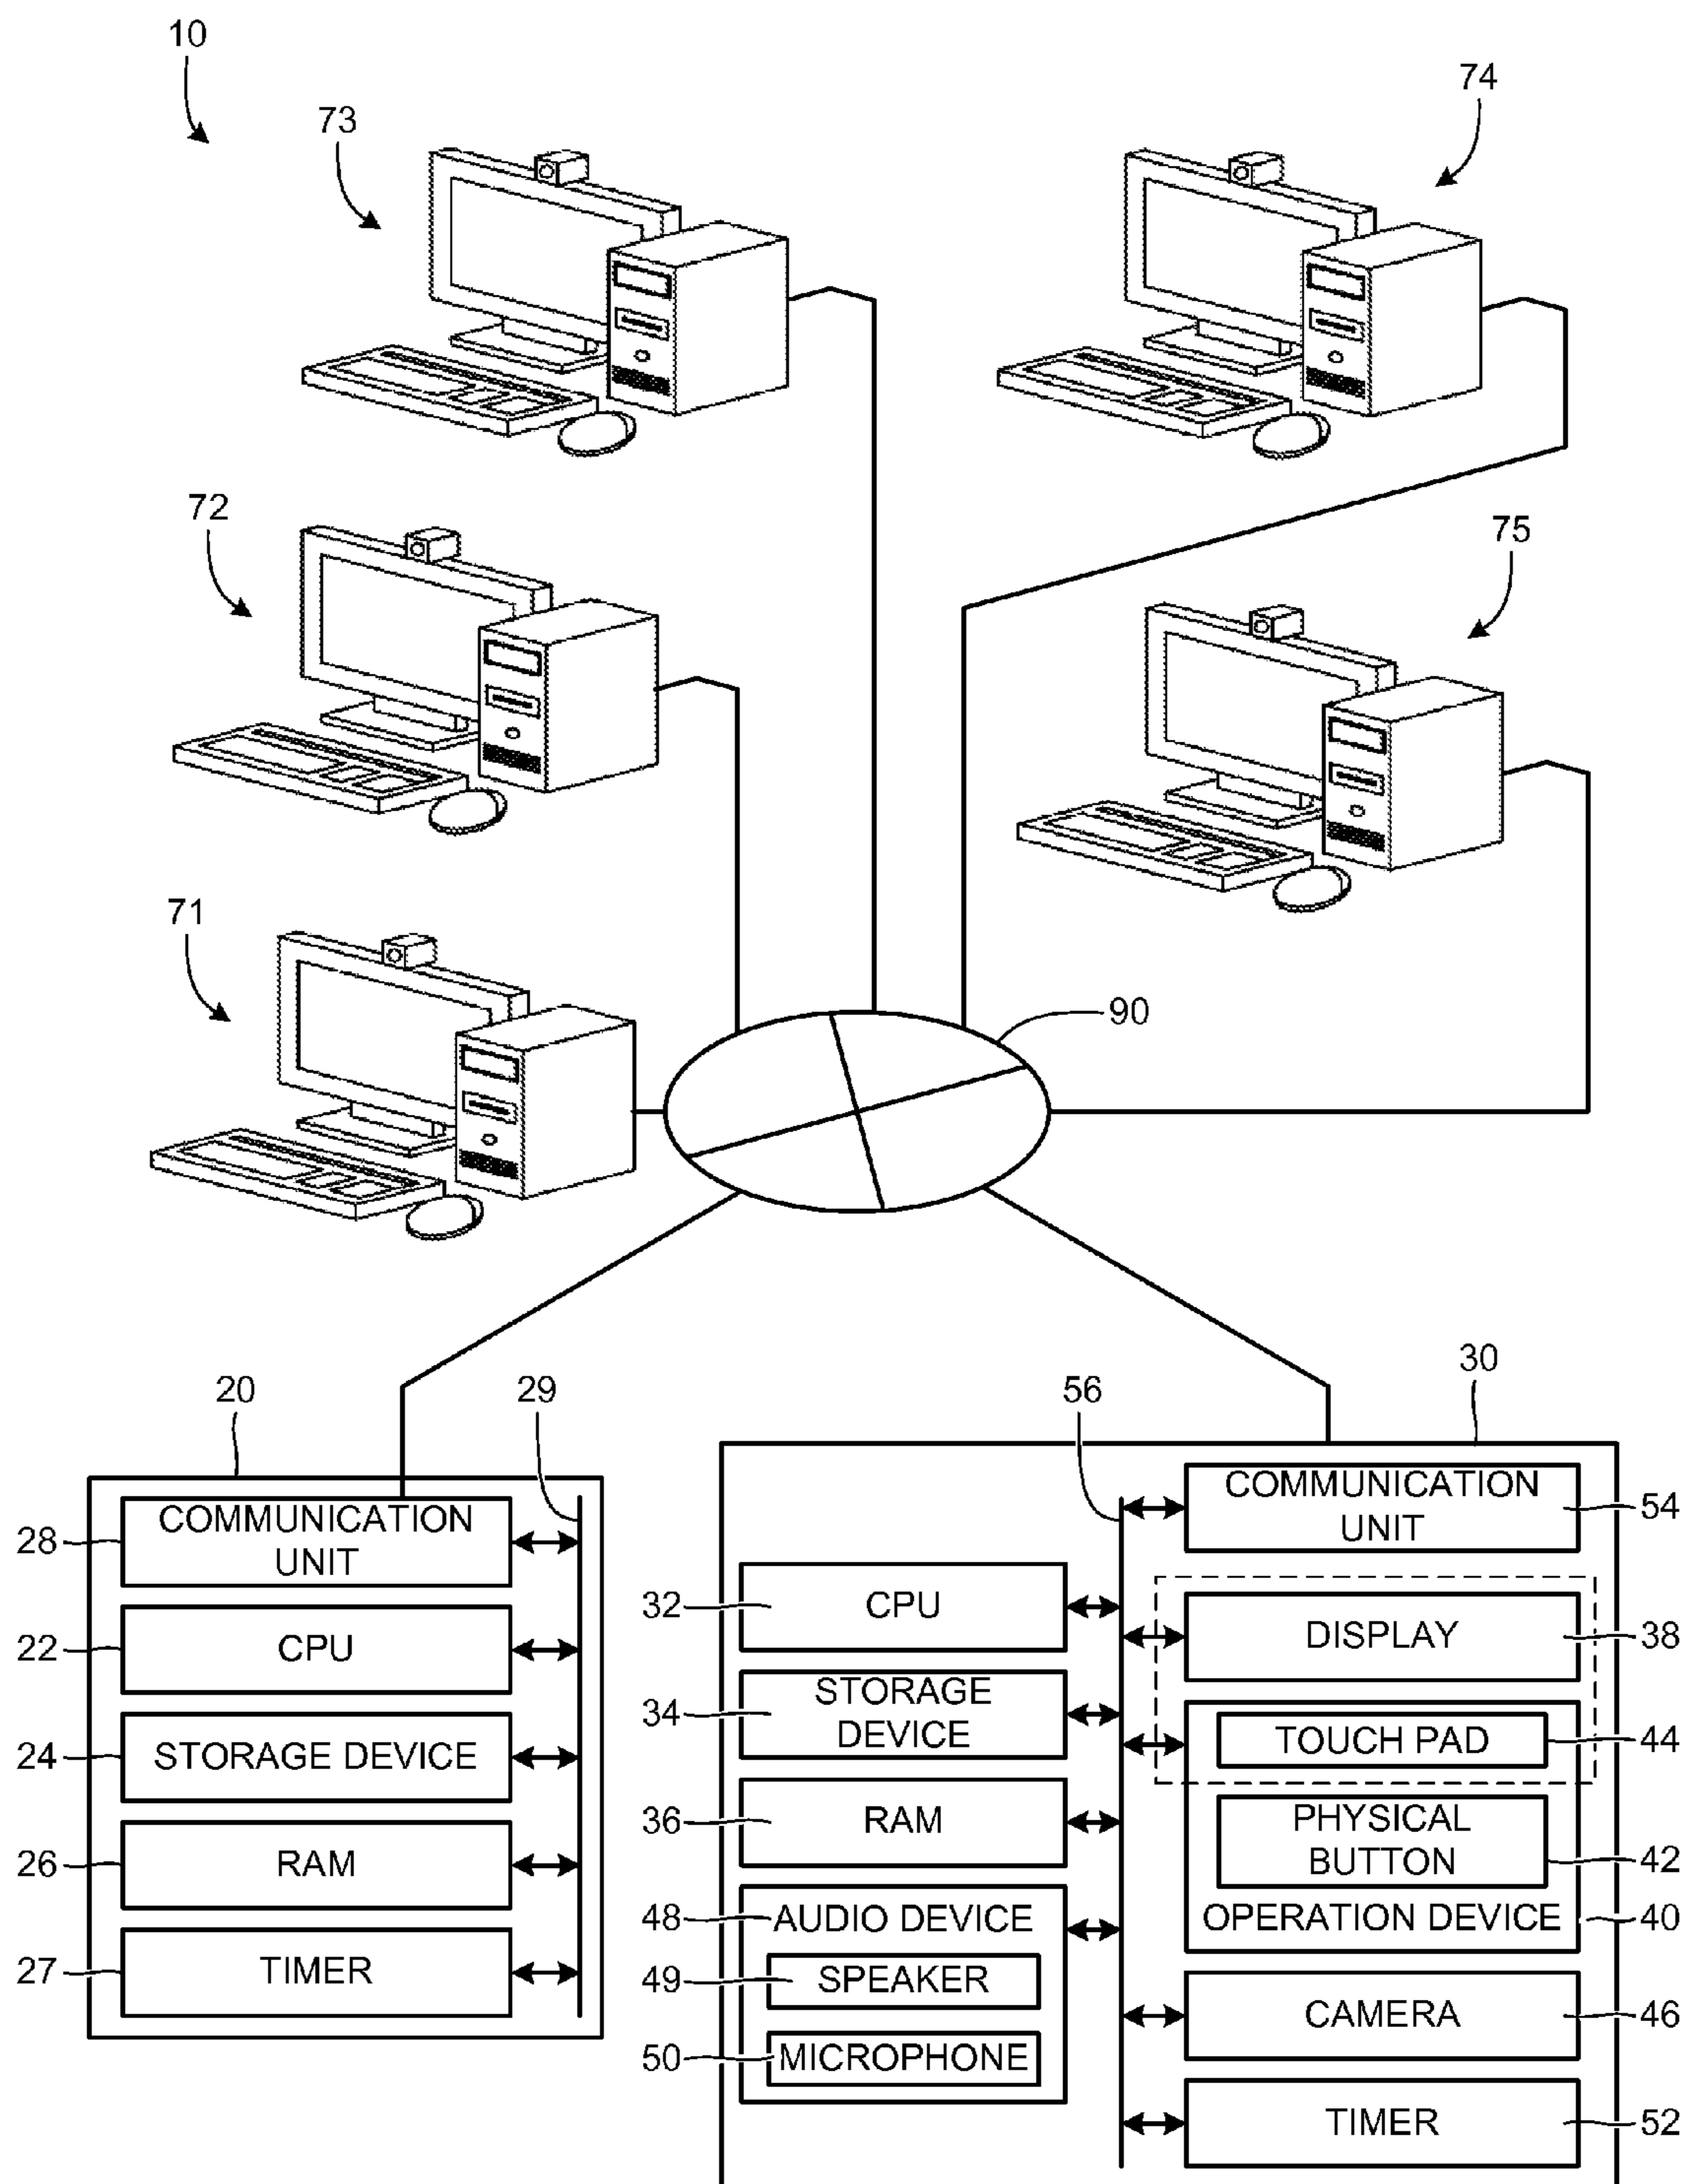 10
73
74
72
75
71
90
20
29
56
30
COMMUNICATION
UNIT
28
CPU
22
STORAGE DEVICE
24
RAM
26
TIMER
27
COMMUNICATION
UNIT
54
CPU
32
DISPLAY
38
STORAGE
DEVICE
34
TOUCH PAD
44
RAM
36
PHYSICAL
BUTTON
42
OPERATION DEVICE
40
AUDIO DEVICE
48
SPEAKER
49
MICROPHONE
50
CAMERA
46
TIMER
52